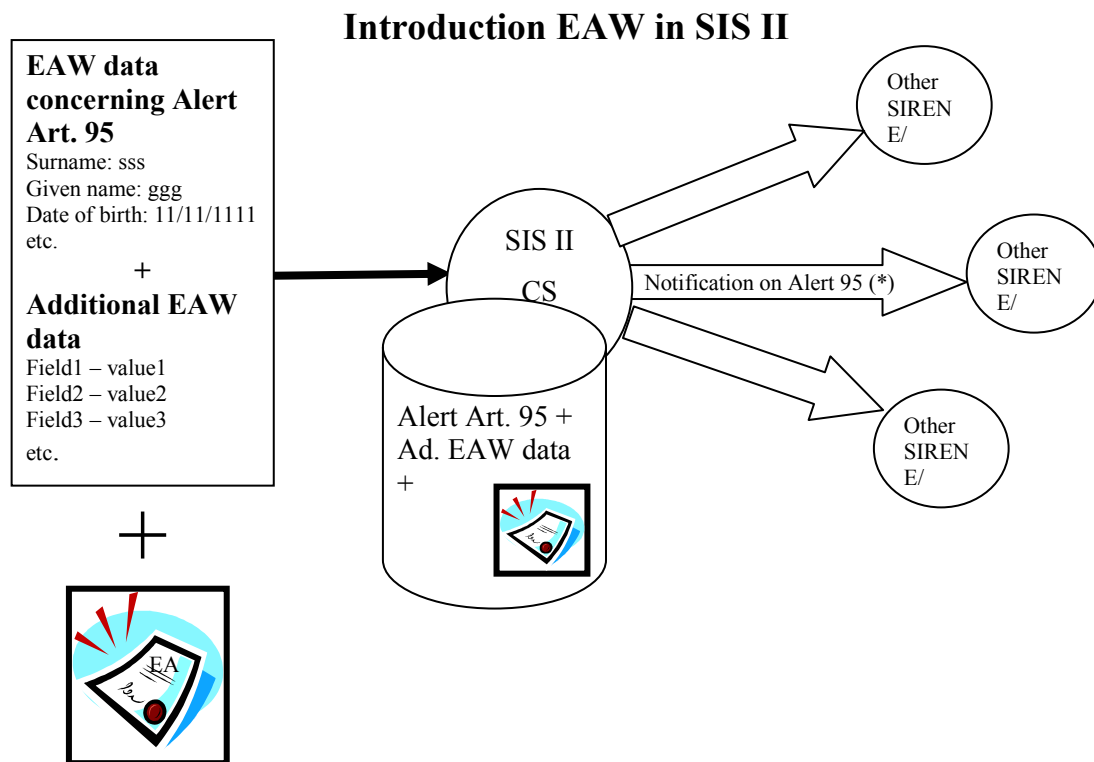 Introduction EAW in SIS II
EAW data
concerning Alert
Art. 95
Surname: sss
Given name: ggg
Date of birth: 11/11/1111
etc.
+
Additional EAW
data
Field1 – value1
Field2 – value2
Field3 – value3
etc.
+
EA
SIS II
CS
Alert Art. 95 +
Ad. EAW data
+
Notification on Alert 95 (*)
Other
SIREN
E/
Other
SIREN
E/
Other
SIREN
E/